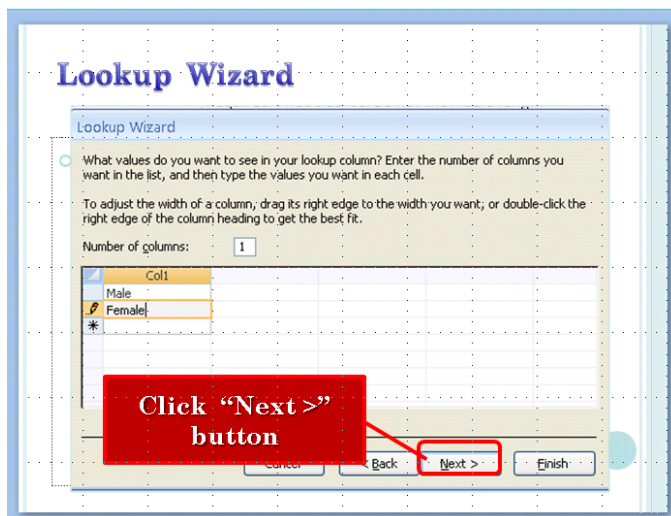 Lookup Wizard
Lookup Wizard
What values do you want to see in your lookup column? Enter the number of columns you
want in the list, and then type the values you want in each cell.
To adjust the width of a column, drag its right edge to the width you want, or double-click the
right edge of the column heading to get the best fit.
Number of columns: 1
Col1
Male
Female
Click “Next >”
button
Cancel < Back Next > Finish